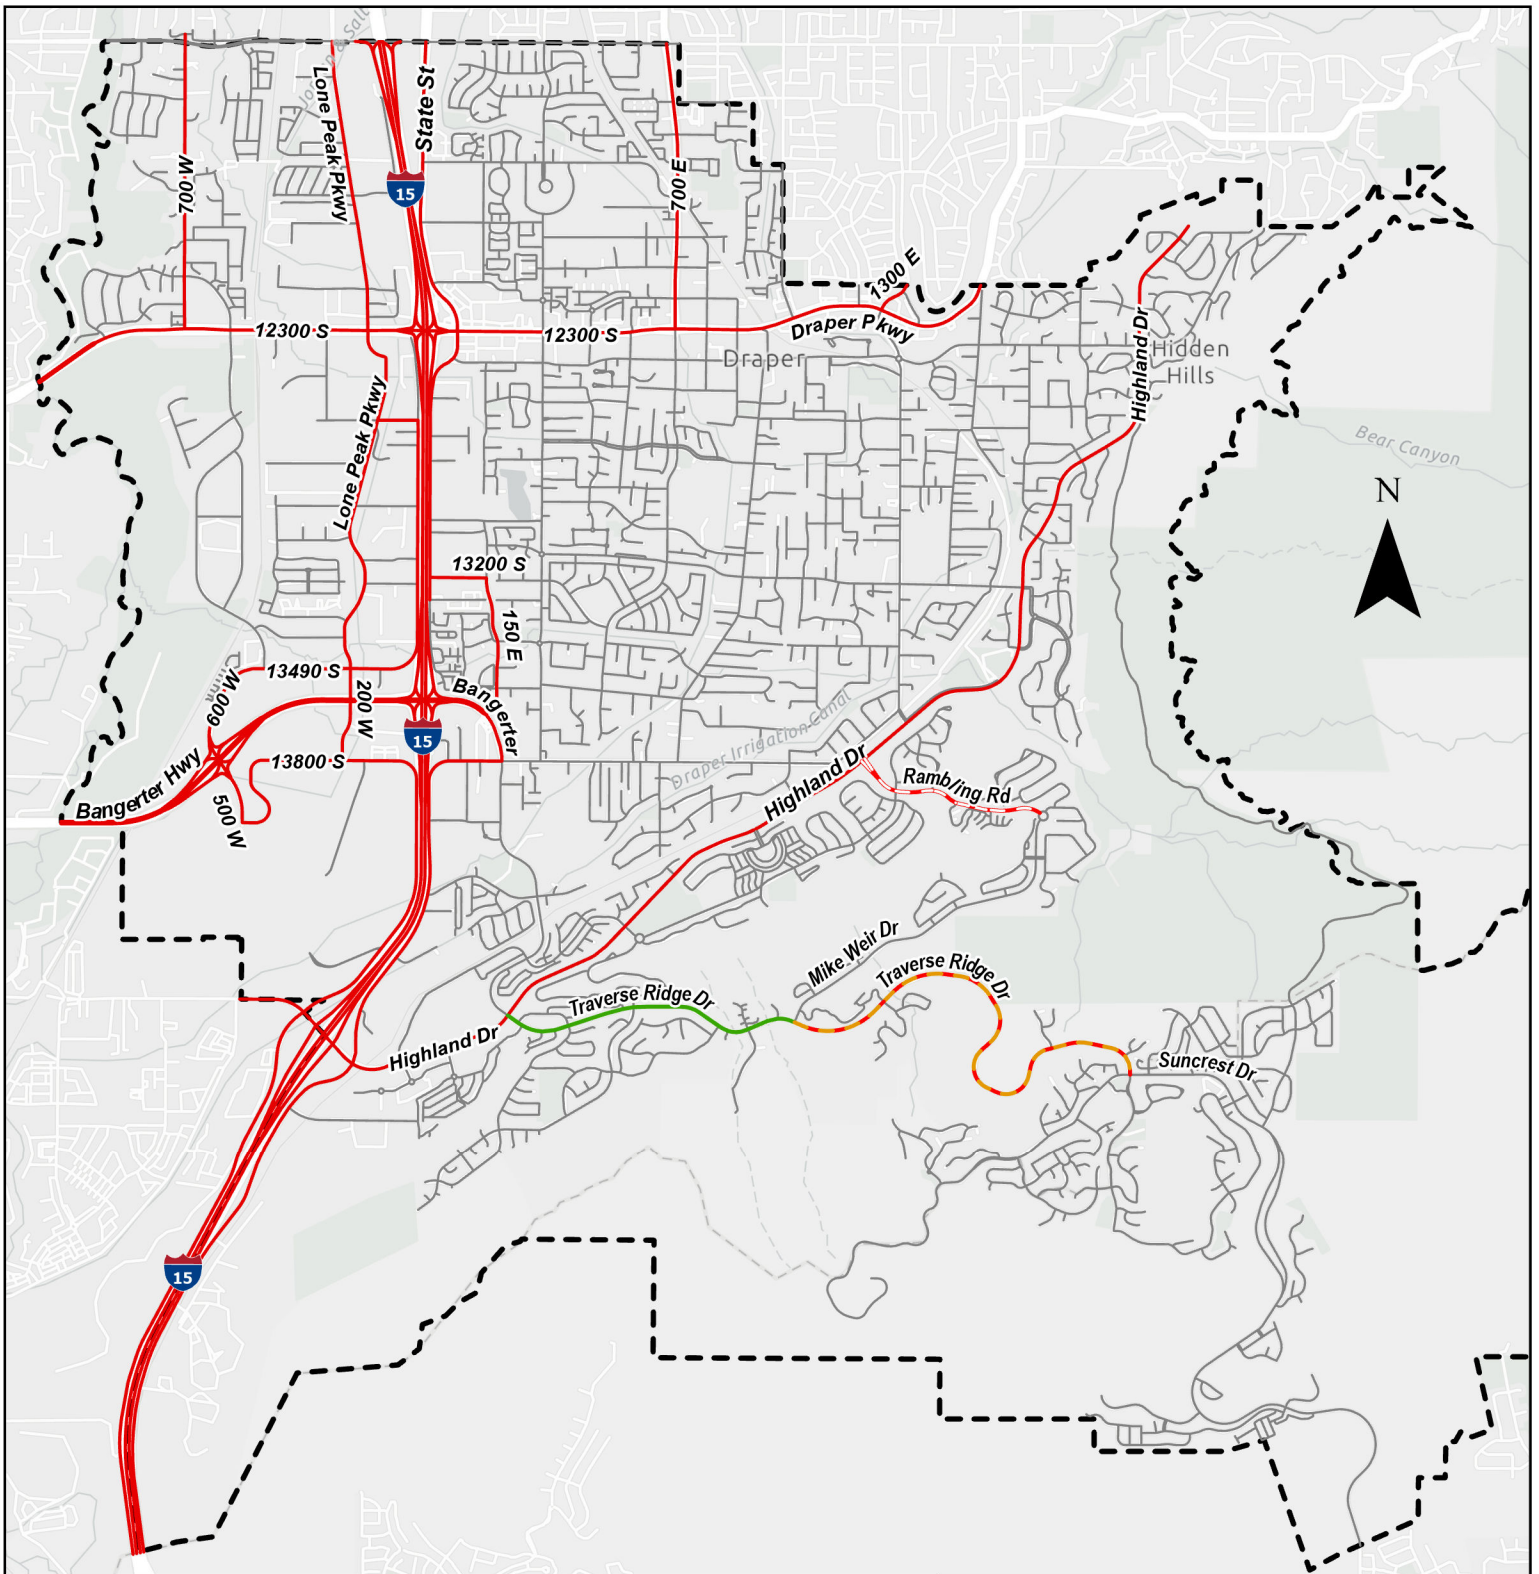 Lone Peak Pkwy
State St
700 W
15
700 E
1300 E
12300 S
12300 S
Draper Pkwy
Draper
Highland Dr
Hidden
Hills
Lone Peak Pkwy
Bear Canyon
N
13200 S
150 E
13490 S
600 W
200 W
Bangerter
15
13800 S
Bangerter Hwy
500 W
Draper Irrigation Canal
Highland Dr
Ramb/ing Rd
Mike Weir Dr
Traverse Ridge Dr
Traverse Ridge Dr
Highland Dr
Suncrest Dr
15